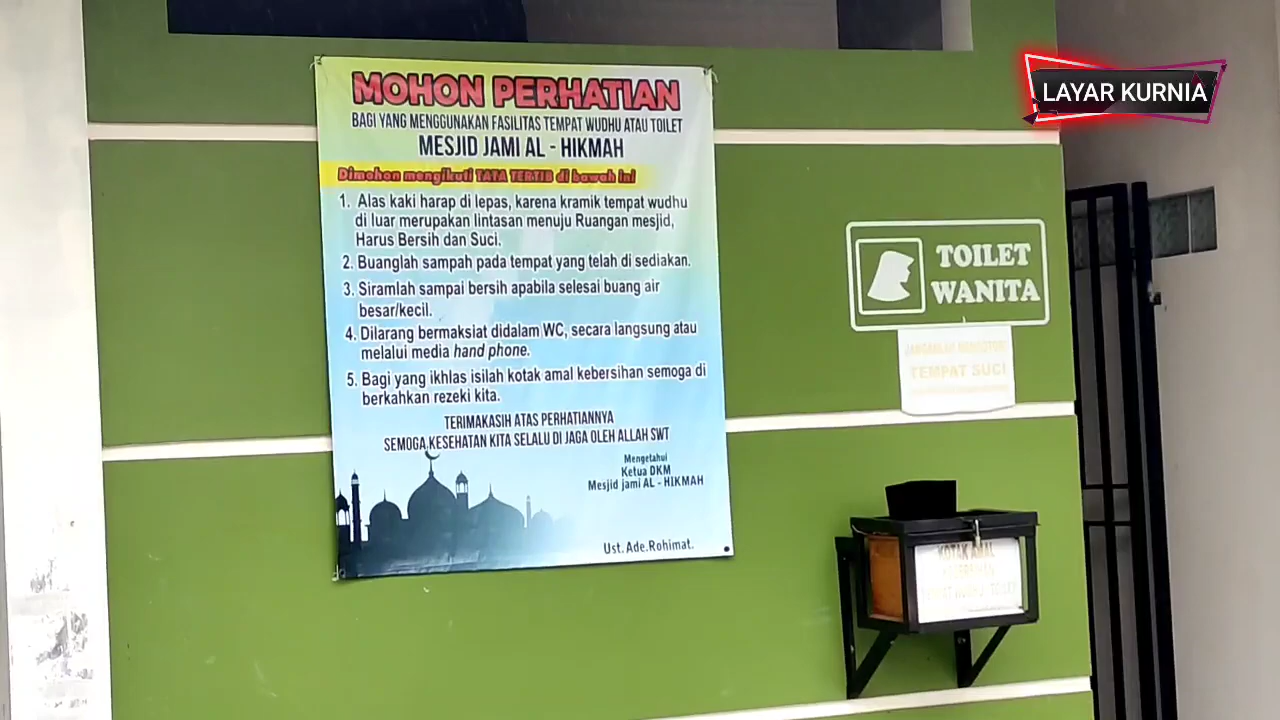 MOHON PERHATIAN
BAGI YANG MENGGUNAKAN FASILITAS TEMPAT WUDHU ATAU TOILET
MESJID JAMI AL - HIKMAH
Dimohon mengikuti TATA TERTIB di bawah ini
1. Alas kaki harap di lepas, karena kramik tempat wudhu
di luar merupakan lintasan menuju Ruangan mesjid,
Harus Bersih dan Suci.
2. Buanglah sampah pada tempat yang telah di sediakan.
3. Siramlah sampai bersih apabila selesai buang air
besar/kecil.
4. Dilarang bermaksiat didalam WC, secara langsung atau
melalui media hand phone.
5. Bagi yang ikhlas isilah kotak amal kebersihan semoga di
berkahkan rezeki kita.
TERIMAKASIH ATAS PERHATIANNYA
SEMOGA KESEHATAN KITA SELALU DI JAGA OLEH ALLAH SWT
Mengetahui
Ketua DKM
Mesjid jami AL - HIKMAH
Ust. Ade.Rohimat.
LAYAR KURNIA
TOILET
WANITA
TEMPAT SUCI
KOTAK AMAL